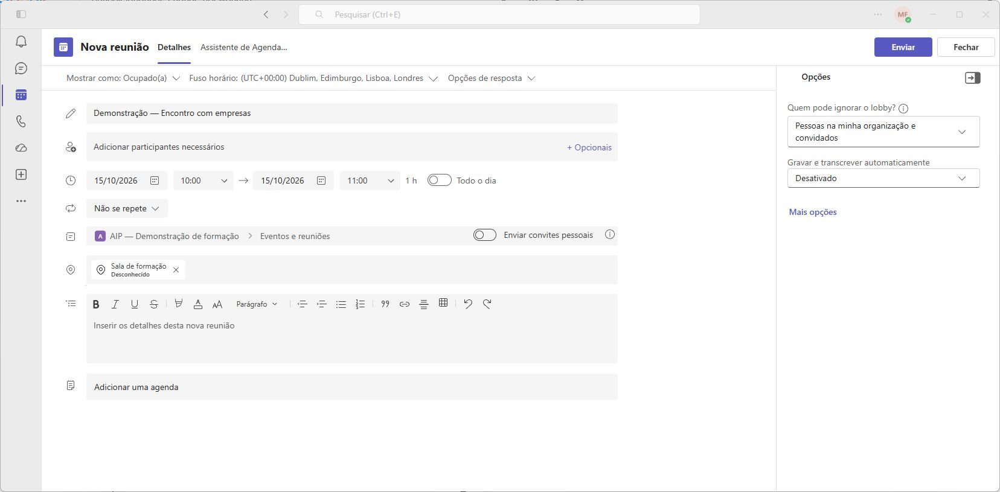 Pesquisar (Ctrl+E)
MF
Nova reunião
Detalhes
Assistente de Agenda...
Enviar
Fechar
Mostrar como: Ocupado(a)
Fuso horário: (UTC+00:00) Dublim, Edimburgo, Lisboa, Londres
Opções de resposta
Demonstração — Encontro com empresas
Adicionar participantes necessários
+ Opcionais
15/10/2026
10:00
15/10/2026
11:00
1 h
Todo o dia
Não se repete
A
AIP — Demonstração de formação
Eventos e reuniões
Enviar convites pessoais
Sala de formação
Desconhecido
Parágrafo
Inserir os detalhes desta nova reunião
Adicionar uma agenda
Opções
Quem pode ignorar o lobby?
Pessoas na minha organização e
convidados
Gravar e transcrever automaticamente
Desativado
Mais opções